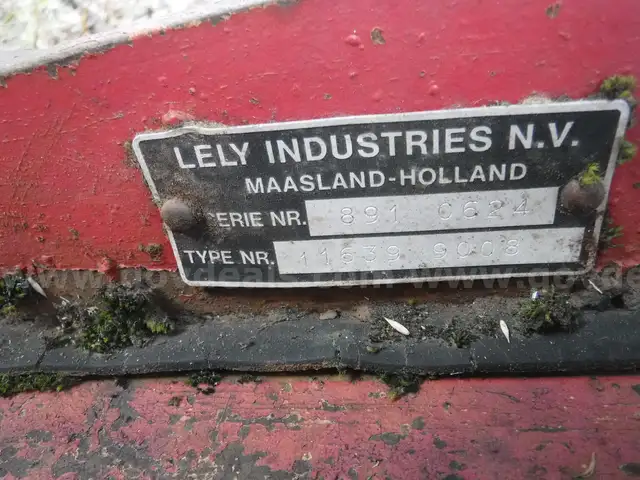 LELY INDUSTRIES N.V.
MAASLAND-HOLLAND
SERIE NR. 891 0624
TYPE NR. 11639 9008